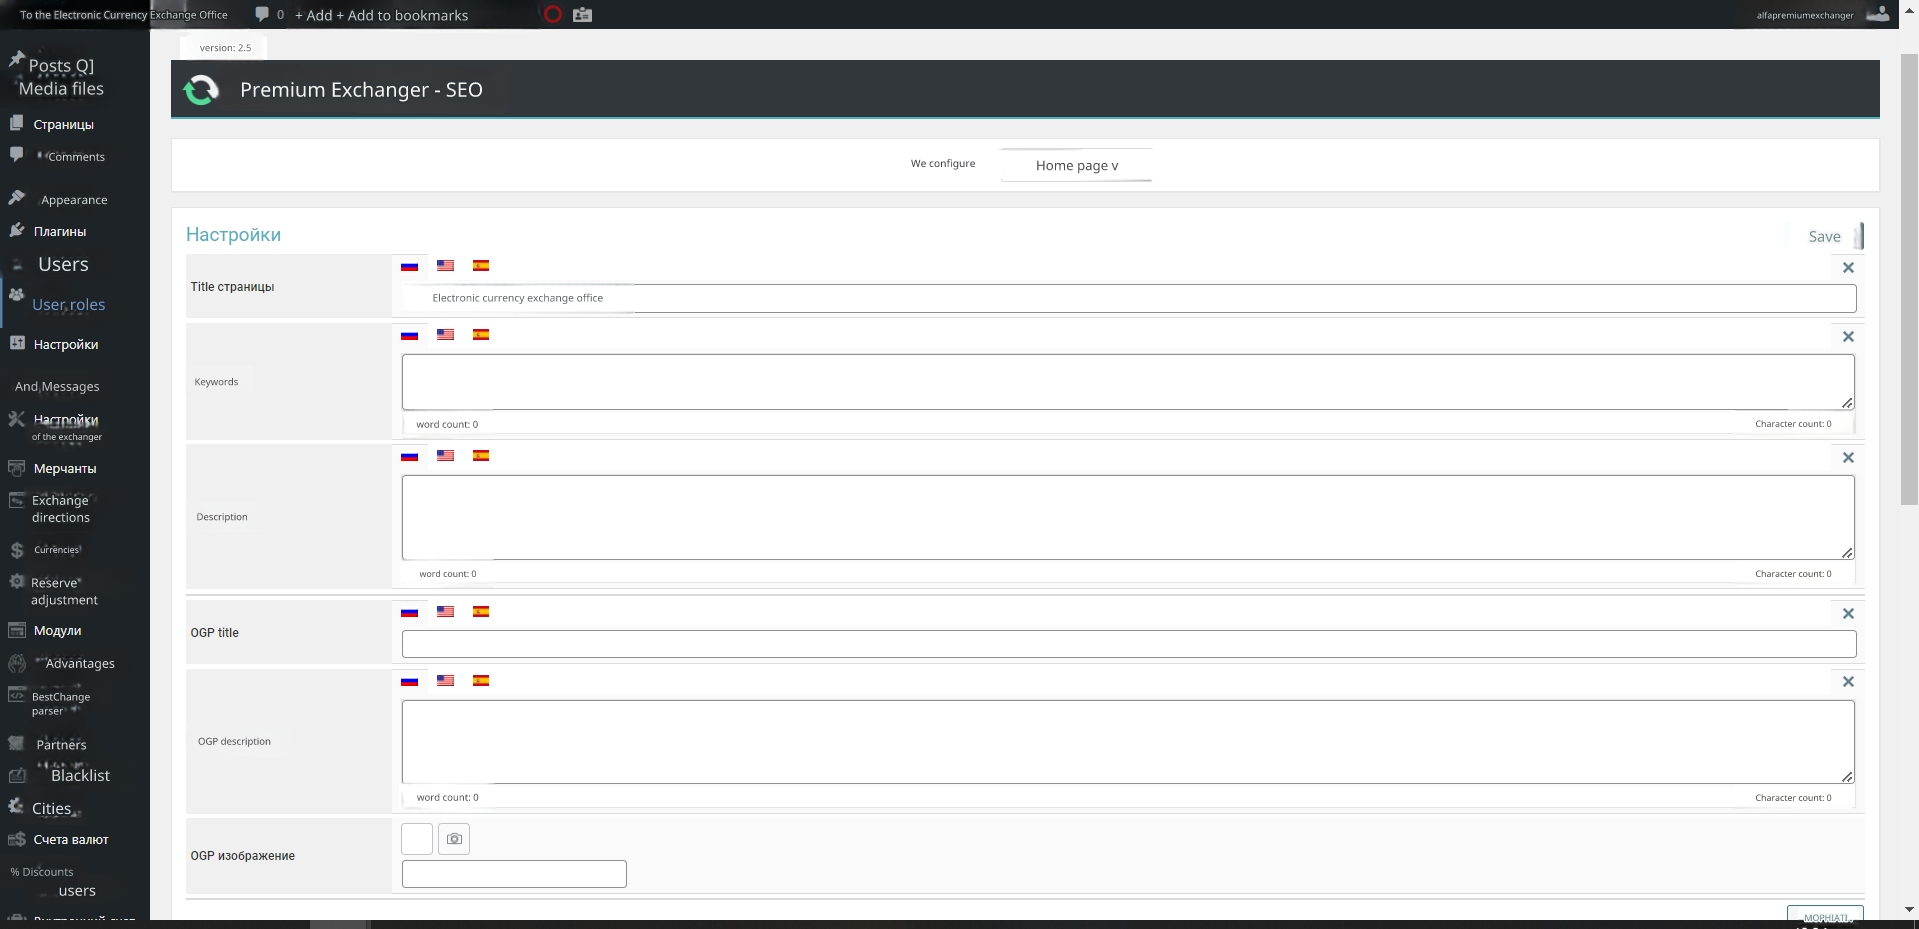 To the Electronic Currency Exchange Office
0
+ Add + Add to bookmarks
alfapremiumexchanger
Posts Q]
Media files
Страницы
Comments
Appearance
Плагины
Users
User roles
Настройки
And Messages
Настройки
of the exchanger
Мерчанты
Exchange
directions
Currencies
Reserve
adjustment
Модули
Advantages
BestChange
parser
Partners
Blacklist
Cities
Счета валют
% Discounts
users
version: 2.5
Premium Exchanger - SEO
We configure
Home page v
Настройки
Save
Title страницы
Electronic currency exchange office
Keywords
word count: 0
Character count: 0
Description
word count: 0
Character count: 0
OGP title
OGP description
word count: 0
Character count: 0
OGP изображение